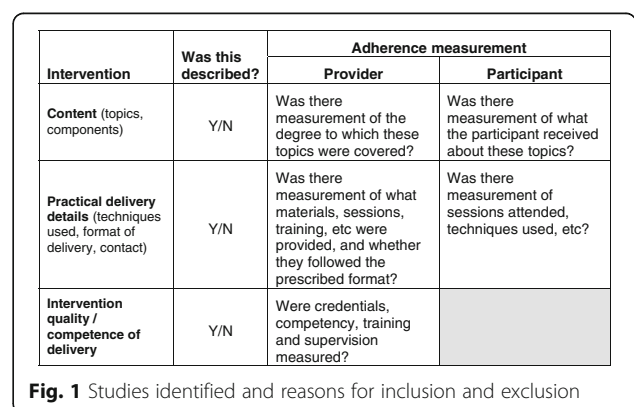 Intervention
Was this
described?
Adherence measurement
Provider
Participant
Content (topics,
components)
Y/N
Was there
measurement of the
degree to which these
topics were covered?
Was there
measurement of what
the participant received
about these topics?
Practical delivery
details (techniques
used, format of
delivery, contact)
Y/N
Was there
measurement of what
materials, sessions,
training, etc were
provided, and whether
they followed the
prescribed format?
Was there
measurement of
sessions attended,
techniques used, etc?
Intervention
quality /
competence of
delivery
Y/N
Were credentials,
competency, training
and supervision
measured?
Fig. 1 Studies identified and reasons for inclusion and exclusion